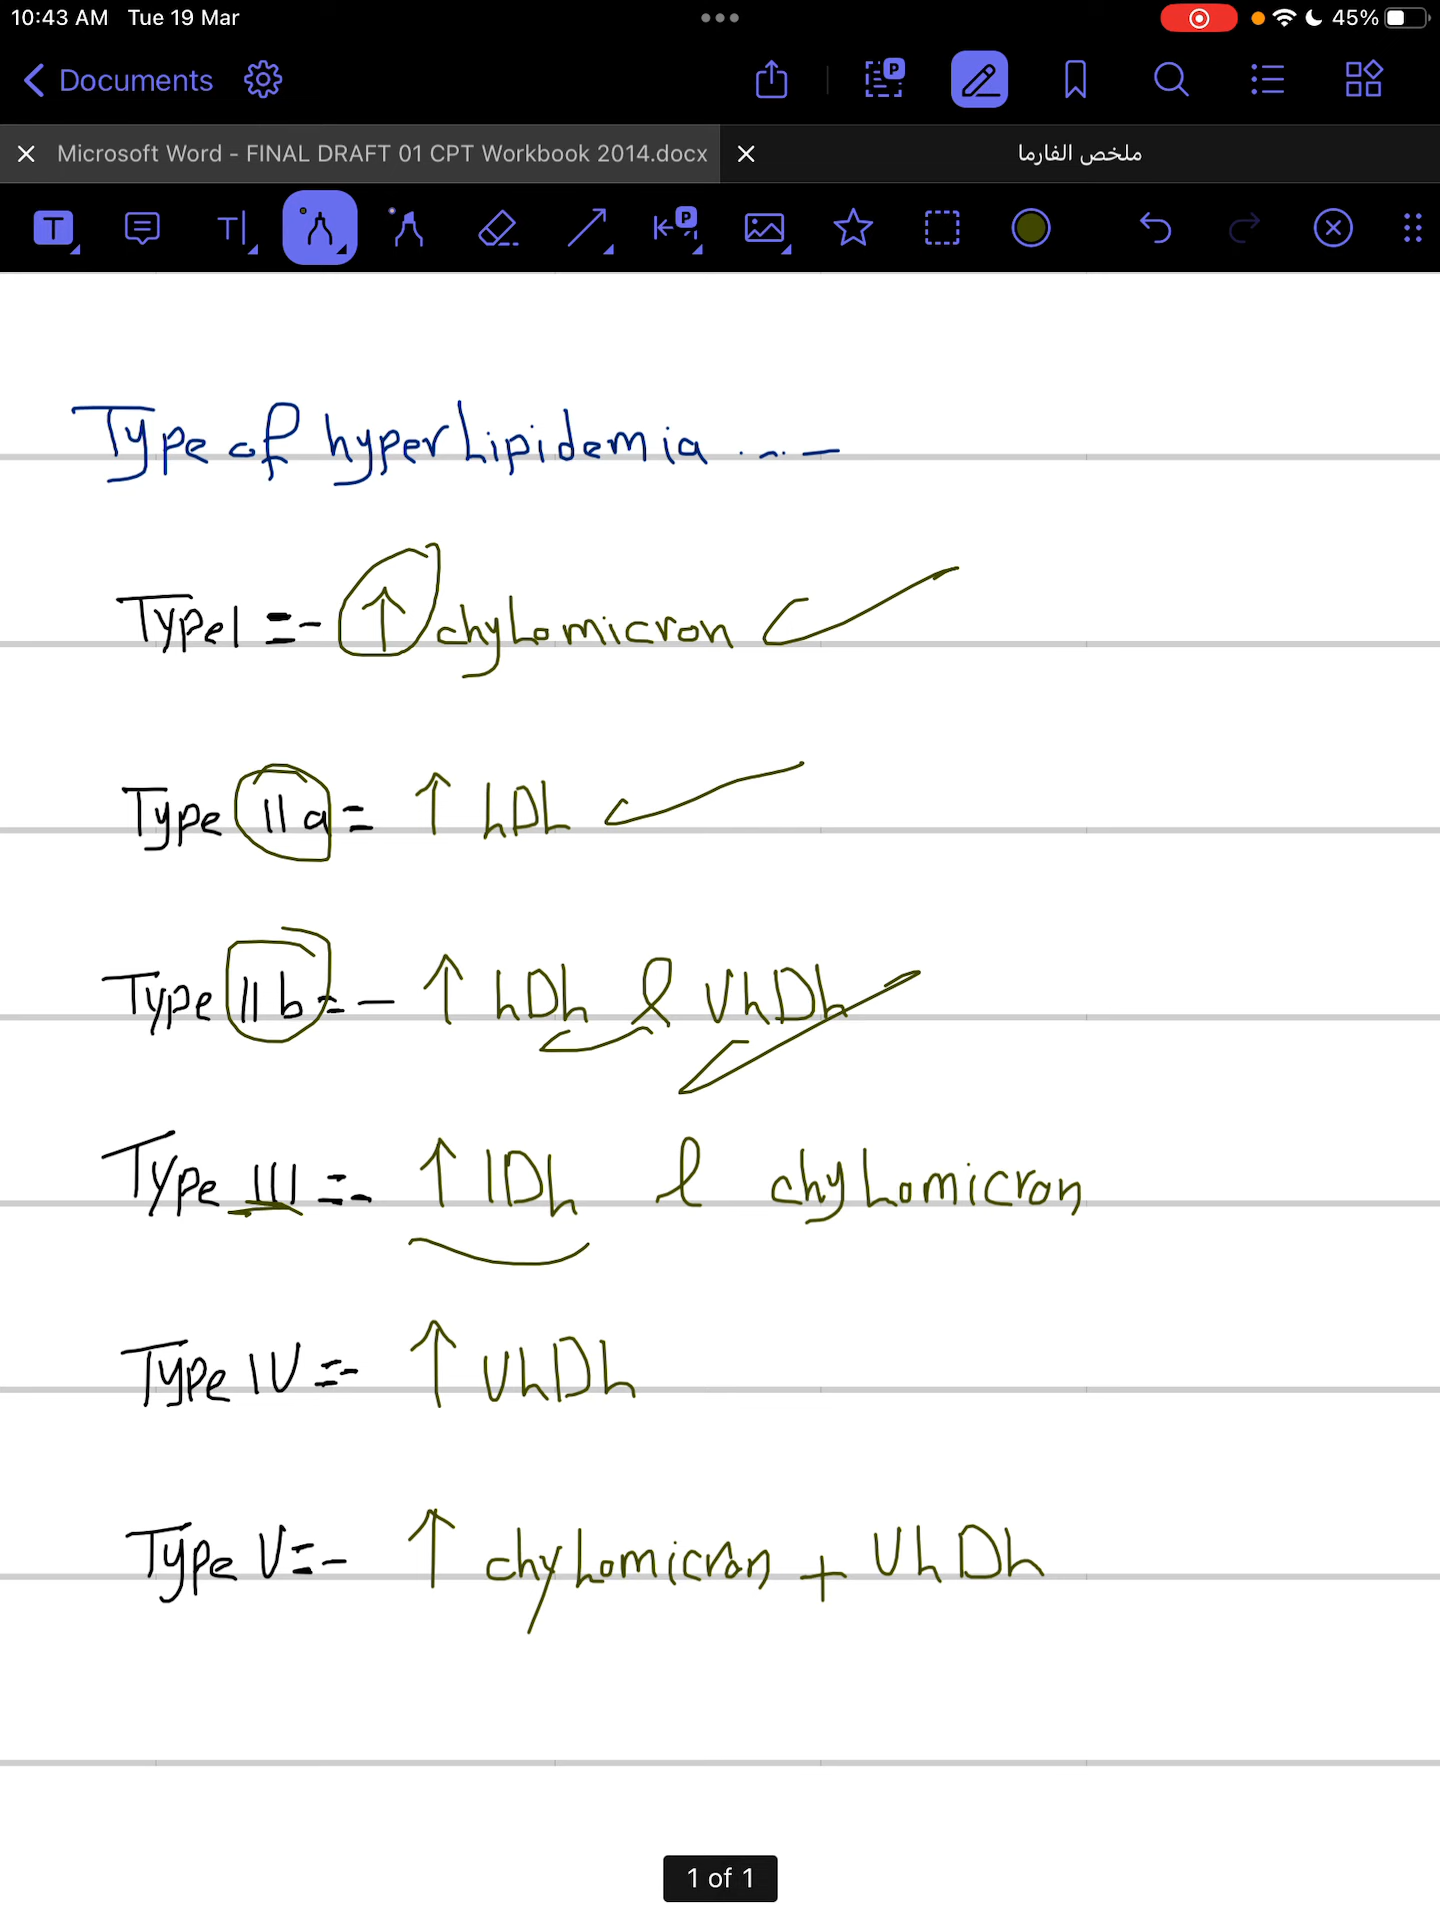 10:43 AM Tue 19 Mar 45%
Documents
Microsoft Word - FINAL DRAFT 01 CPT Workbook 2014.docx ملخص الفارما
Type of hyperLipidemia ....-
Type I =- ↑ chyLomicron
Type II a = ↑ LDL
Type II b =- ↑ LDL & VLDL
Type III =- ↑ IDL & chyLomicron
Type IV =- ↑ VLDL
Type V =- ↑ chyLomicron + VLDL
1 of 1